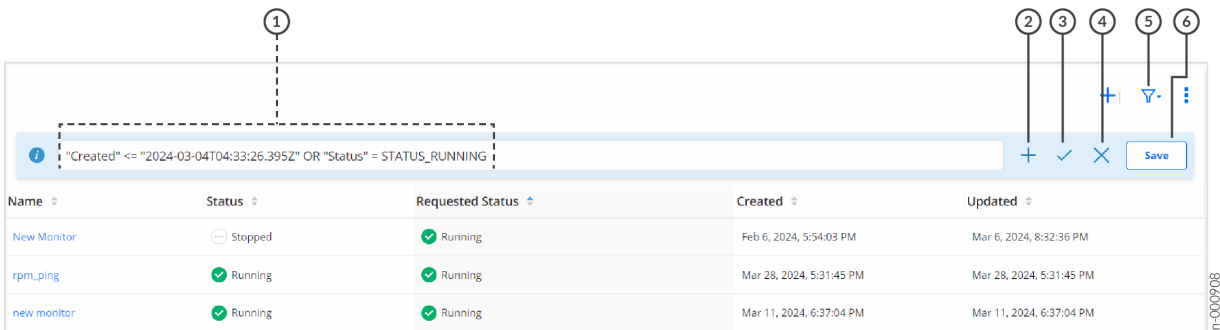 1 2 3 4 5 6
"Created" <= "2024-03-04T04:33:26.395Z" OR "Status" = STATUS_RUNNING Save
Name Status Requested Status Created Updated
New Monitor Stopped Running Feb 6, 2024, 5:54:03 PM Mar 6, 2024, 8:32:36 PM
rpm_ping Running Running Mar 28, 2024, 5:31:45 PM Mar 28, 2024, 5:31:45 PM
new monitor Running Running Mar 11, 2024, 6:37:04 PM Mar 11, 2024, 6:37:04 PM
n-000908